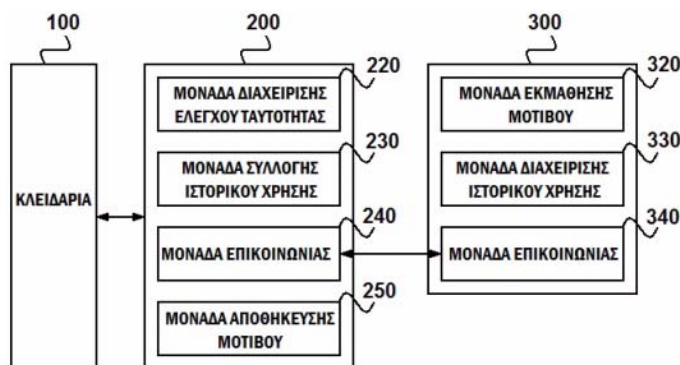 100
200
300
220
ΜΟΝΑΔΑ ΔΙΑΧΕΙΡΙΣΗΣ
ΕΛΕΓΧΟΥ ΤΑΥΤΟΤΗΤΑΣ
320
ΜΟΝΑΔΑ ΕΚΜΑΘΗΣΗΣ
ΜΟΤΙΒΟΥ
230
ΜΟΝΑΔΑ ΣΥΛΛΟΓΗΣ
ΙΣΤΟΡΙΚΟΥ ΧΡΗΣΗΣ
330
ΜΟΝΑΔΑ ΔΙΑΧΕΙΡΙΣΗΣ
ΙΣΤΟΡΙΚΟΥ ΧΡΗΣΗΣ
ΚΛΕΙΔΑΡΙΑ
240
ΜΟΝΑΔΑ ΕΠΙΚΟΙΝΩΝΙΑΣ
340
ΜΟΝΑΔΑ ΕΠΙΚΟΙΝΩΝΙΑΣ
250
ΜΟΝΑΔΑ ΑΠΟΘΗΚΕΥΣΗΣ
ΜΟΤΙΒΟΥ